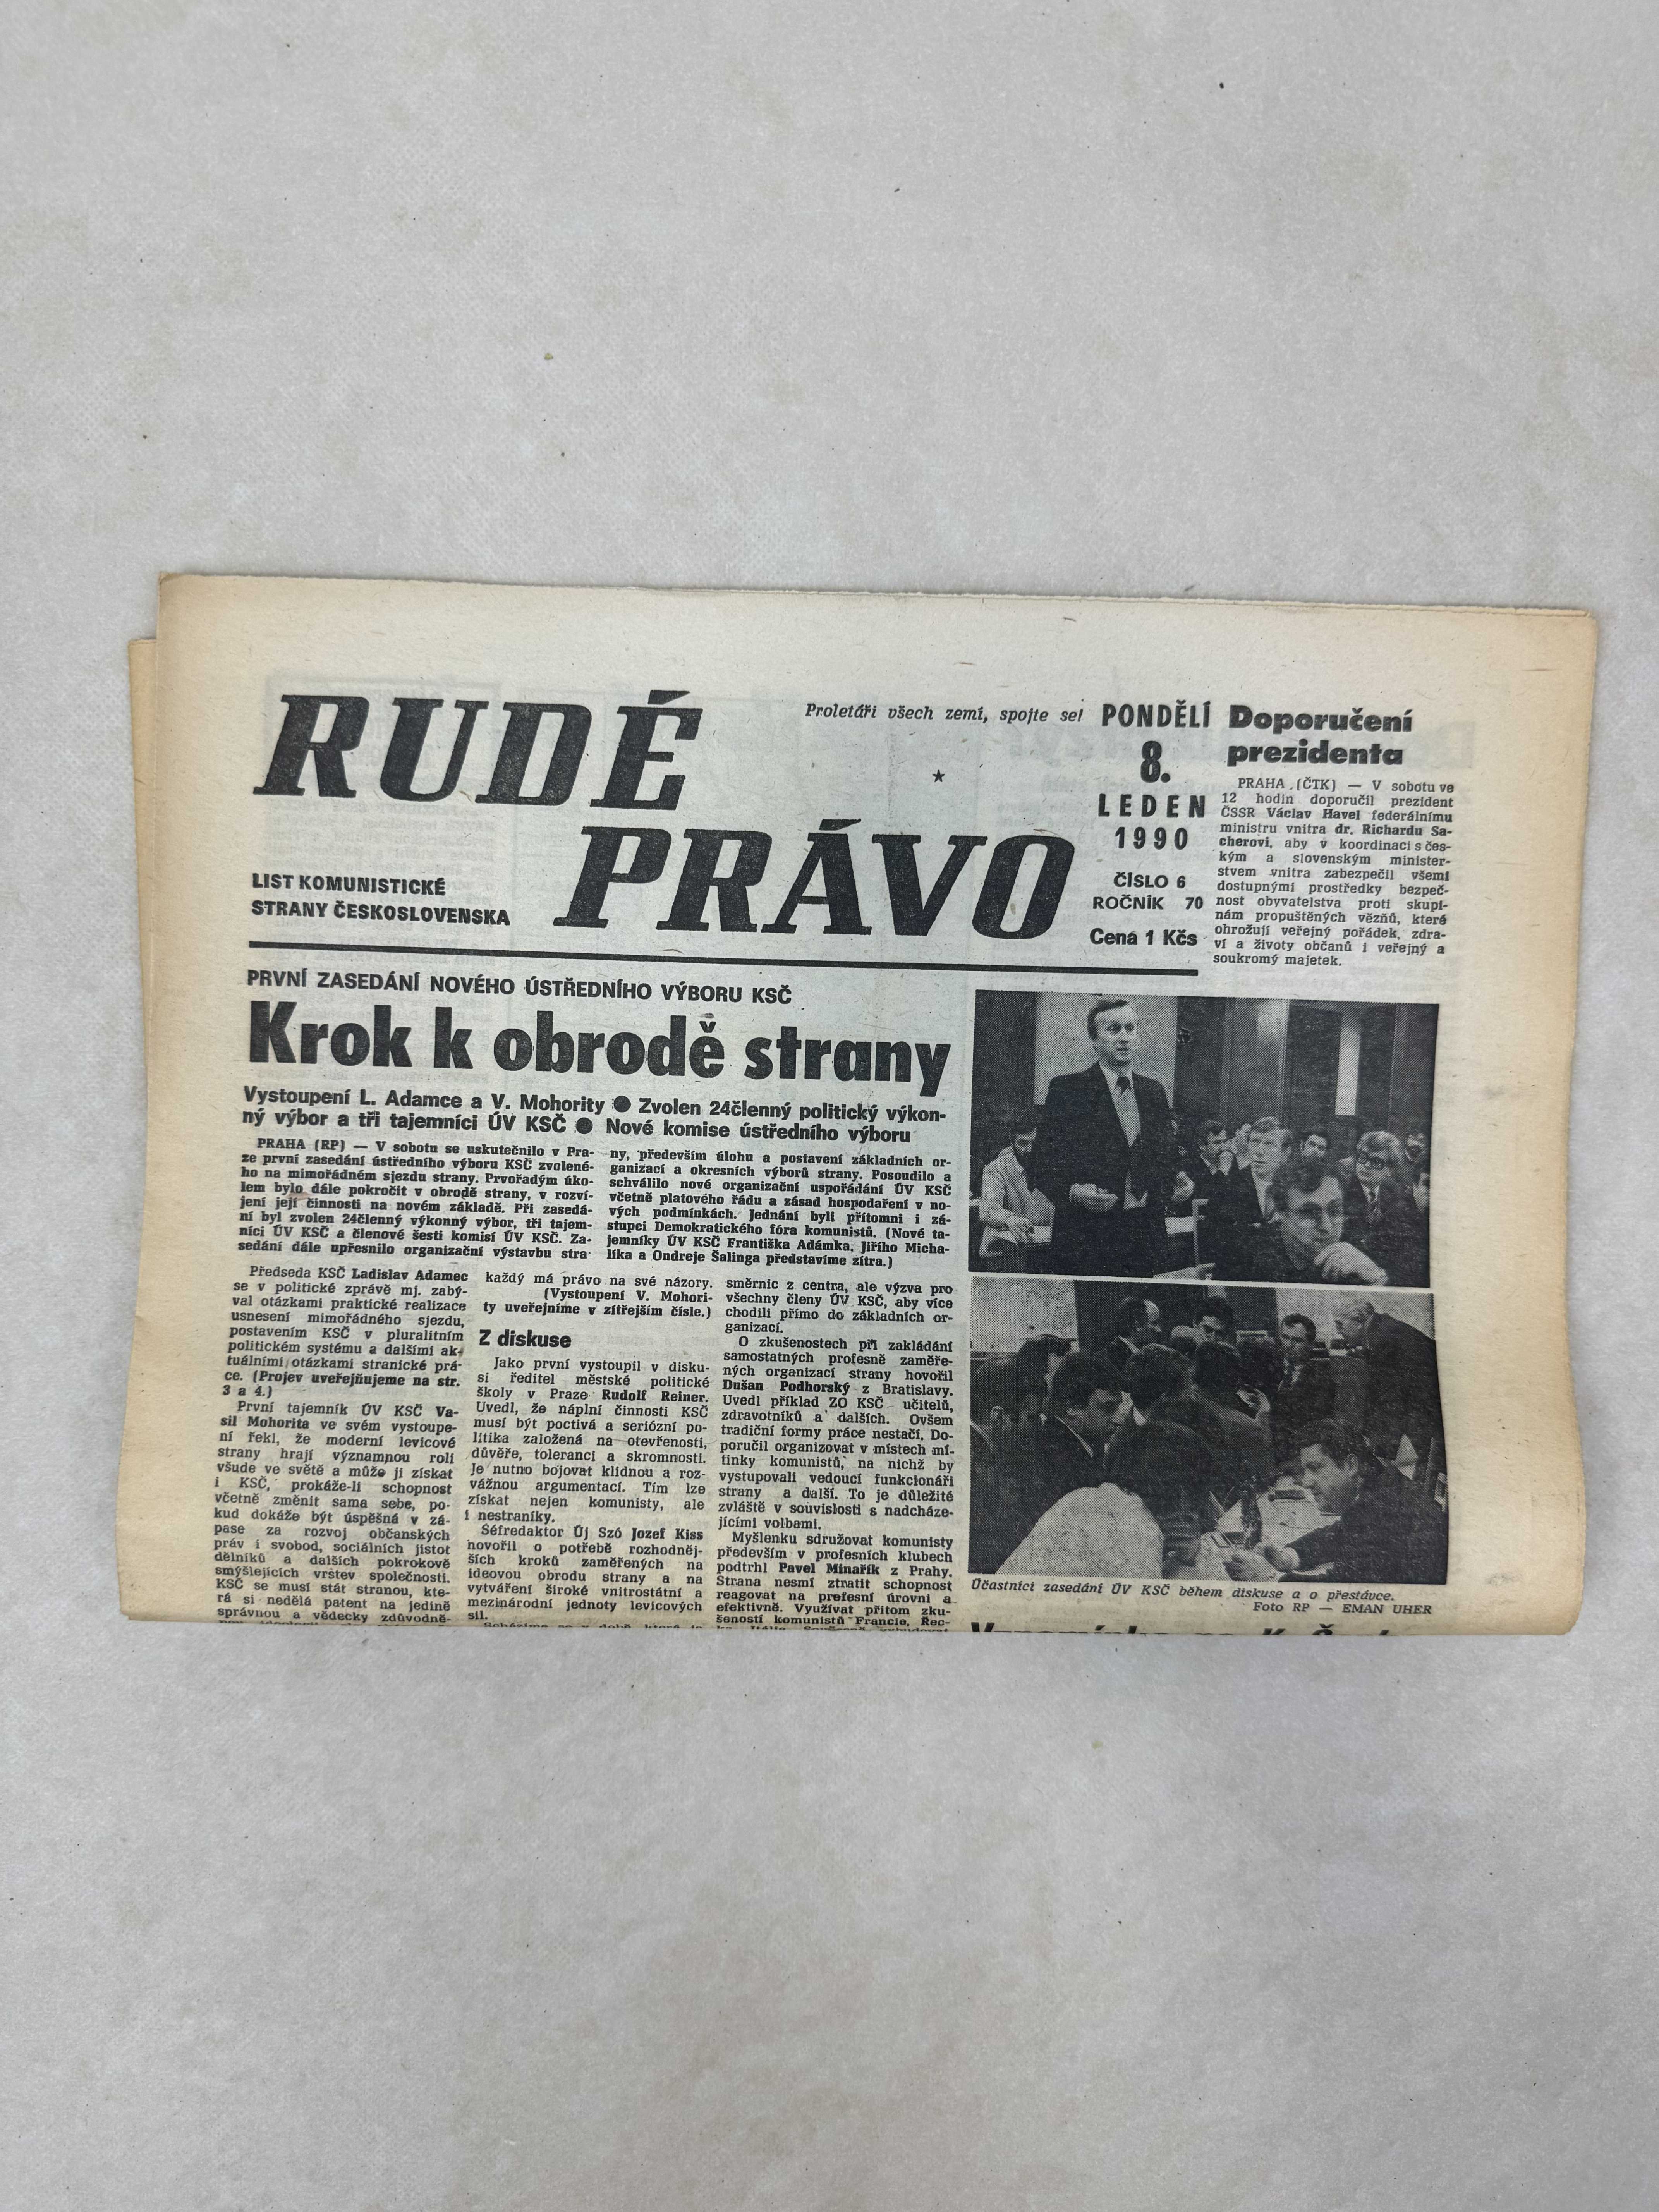 RUDÉ
PRÁVO
Proletáři všech zemí, spojte se!
LIST KOMUNISTICKÉ
STRANY ČESKOSLOVENSKA
PONDĚLÍ
8.
LEDEN
1990
ČÍSLO 6
ROČNÍK 70
Cena 1 Kčs
Doporučení
prezidenta
PRAHA (ČTK) — V sobotu ve
12 hodin doporučil prezident
ČSSR Václav Havel federálnímu
ministru vnitra dr. Richardu Sa-
cherovi, aby v koordinaci s čes-
kým a slovenským minister-
stvem vnitra zabezpečil všemi
dostupnými prostředky bezpeč-
nost obyvatelstva proti skupi-
nám propuštěných vězňů, které
ohrožují veřejný pořádek, zdra-
ví a životy občanů i veřejný a
soukromý majetek.
PRVNÍ ZASEDÁNÍ NOVÉHO ÚSTŘEDNÍHO VÝBORU KSČ
Krok k obrodě strany
Vystoupení L. Adamce a V. Mohority ● Zvolen 24členný politický výkon-
ný výbor a tři tajemníci ÚV KSČ ● Nové komise ústředního výboru
PRAHA (RP) — V sobotu se uskutečnilo v Pra-
ze první zasedání ústředního výboru KSČ zvolené-
ho na mimořádném sjezdu strany. Prvořadým úko-
lem bylo dále pokročit v obrodě strany, v rozví-
jení její činnosti na novém základě. Při zasedá-
ní byl zvolen 24členný výkonný výbor, tři tajem-
níci ÚV KSČ a členové šesti komisí ÚV KSČ. Za-
sedání dále upřesnilo organizační výstavbu stra-
ny, především úlohu a postavení základních or-
ganizací a okresních výborů strany. Posoudilo a
schválilo nové organizační uspořádání ÚV KSČ
včetně platového řádu a zásad hospodaření v no-
vých podmínkách. Jednání byli přítomni i zá-
stupci Demokratického fóra komunistů. (Nové ta-
jemníky ÚV KSČ Františka Adámka, Jiřího Micha-
líka a Ondreje Šalinga představíme zítra.)
Předseda KSČ Ladislav Adamec
se v politické zprávě mj. zabý-
val otázkami praktické realizace
usnesení mimořádného sjezdu,
postavením KSČ v pluralitním
politickém systému a dalšími ak-
tuálními otázkami stranické prá-
ce. (Projev uveřejňujeme na str.
3 a 4.)
První tajemník ÚV KSČ Va-
sil Mohorita ve svém vystoupe-
ní řekl, že moderní levicové
strany hrají významnou roli
všude ve světě a může ji získat
i KSČ, prokáže-li schopnost
včetně změnit sama sebe, po-
kud dokáže být úspěšná v zá-
pase za rozvoj občanských
práv i svobod, sociálních jistot
dělníků a dalších pokrokově
smýšlejících vrstev společnosti.
KSČ se musí stát stranou, kte-
rá si nedělá patent na jedině
správnou a vědecky zdůvodně-
každý má právo na své názory.
(Vystoupení V. Mohori-
ty uveřejníme v zítřejším čísle.)
Z diskuse
Jako první vystoupil v disku-
si ředitel městské politické
školy v Praze Rudolf Reiner.
Uvedl, že náplní činnosti KSČ
musí být poctivá a seriózní po-
litika založená na otevřenosti,
důvěře, toleranci a skromnosti.
Je nutno bojovat klidnou a roz-
vážnou argumentací. Tím lze
získat nejen komunisty, ale
i nestraníky.
Šéfredaktor Új Szó Jozef Kiss
hovořil o potřebě rozhodněj-
ších kroků zaměřených na
ideovou obrodu strany a na
vytváření široké vnitrostátní a
mezinárodní jednoty levicových
sil.
směrnic z centra, ale výzva pro
všechny členy ÚV KSČ, aby více
chodili přímo do základních or-
ganizací.
O zkušenostech při zakládání
samostatných profesně zaměře-
ných organizací strany hovořil
Dušan Podhorský z Bratislavy.
Uvedl příklad ZO KSČ učitelů,
zdravotníků a dalších. Ovšem
tradiční formy práce nestačí. Do-
poručil organizovat v místech mí-
tinky komunistů, na nichž by
vystupovali vedoucí funkcionáři
strany a další. To je důležité
zvláště v souvislosti s nadcháze-
jícími volbami.
Myšlenku sdružovat komunisty
především v profesních klubech
podtrhl Pavel Minařík z Prahy.
Strana nesmí ztratit schopnost
reagovat na profesní úrovni a
efektivně. Využívat přitom zku-
šeností komunistů Francie, Řec-
Účastníci zasedání ÚV KSČ během diskuse a o přestávce.
Foto RP — EMAN UHER